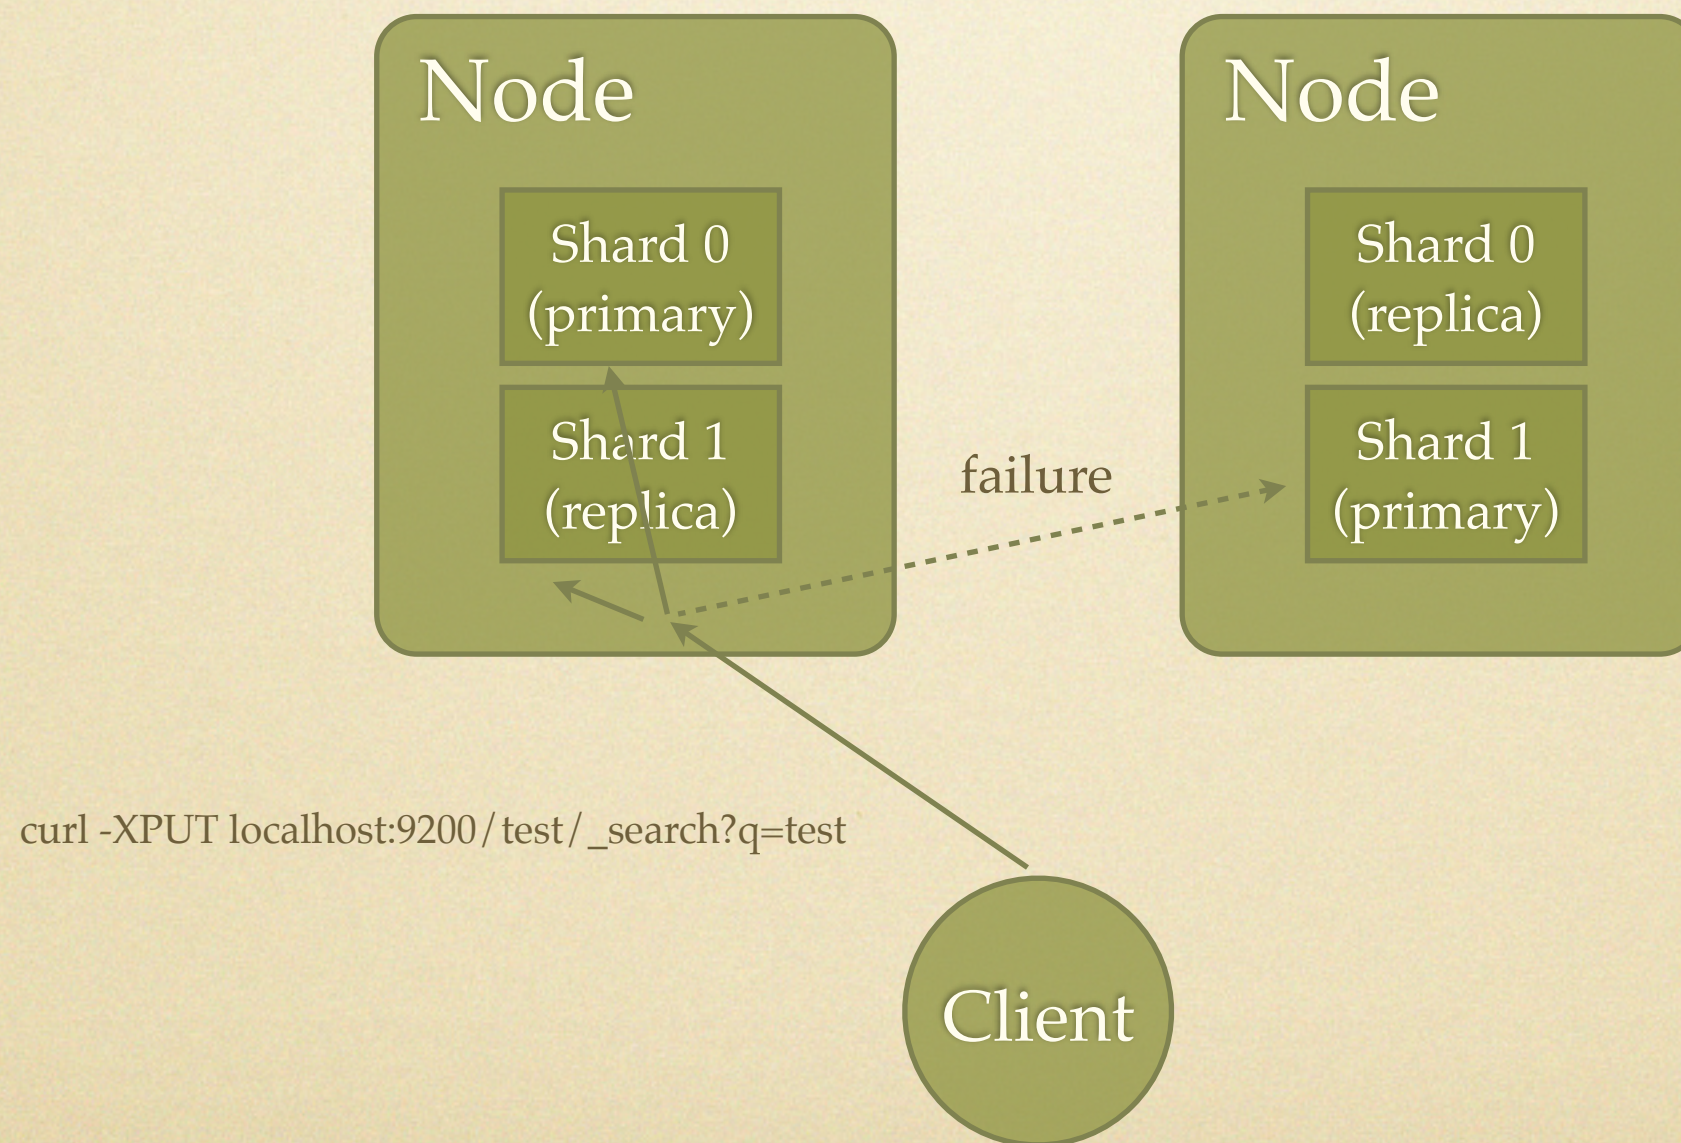 Node
Shard 0
(primary)
Shard 1
(replica)
failure
Node
Shard 0
(replica)
Shard 1
(primary)
curl -XPUT localhost:9200/test/_search?q=test
Client